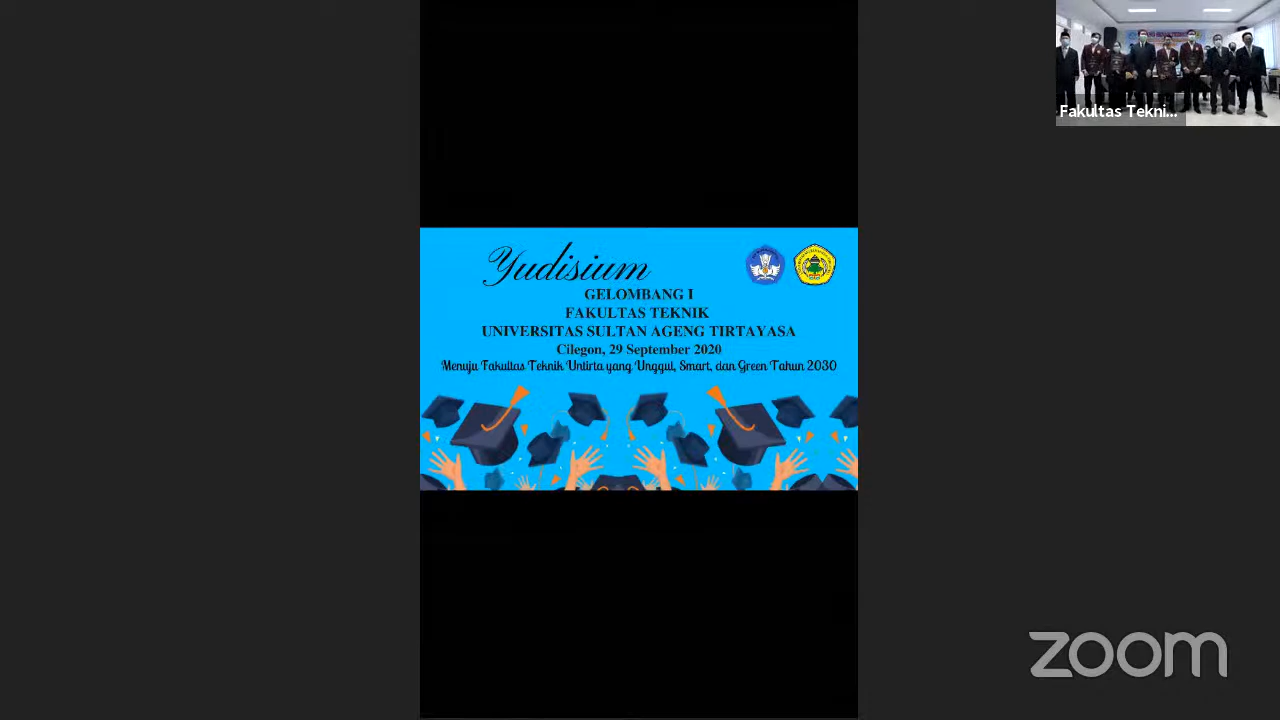 Fakultas Tekni...
Yudisium
GELOMBANG I
FAKULTAS TEKNIK
UNIVERSITAS SULTAN AGENG TIRTAYASA
Cilegon, 29 September 2020
Menuju Fakultas Teknik Untirta yang Unggul, Smart, dan Green Tahun 2030
zoom